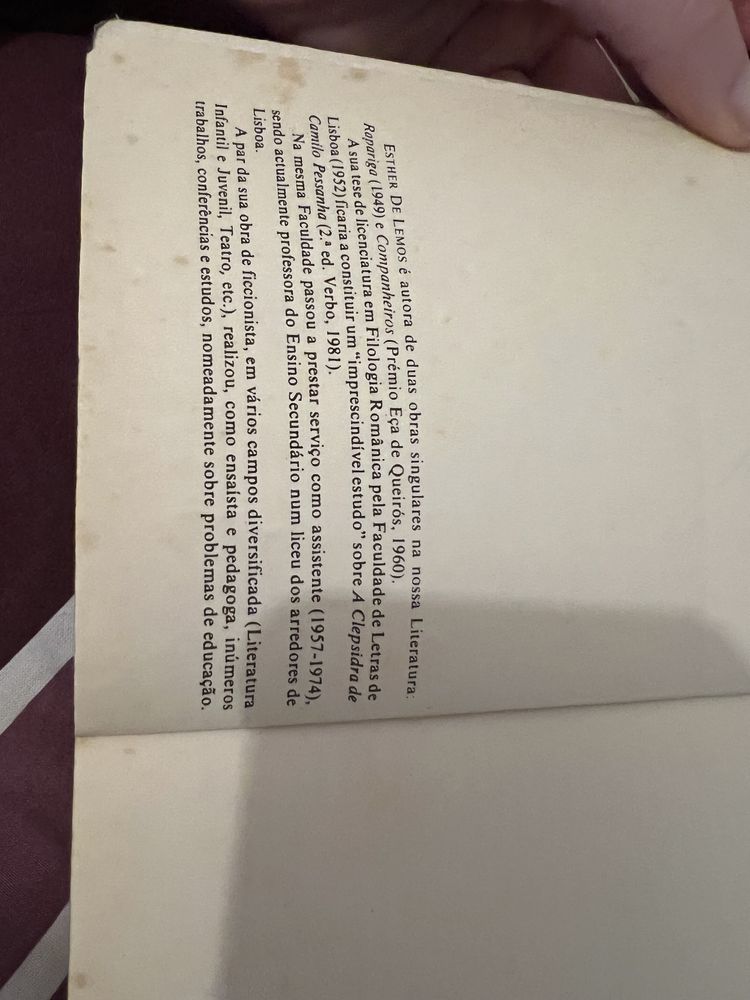 ESTHER DE LEMOS é autora de duas obras singulares na nossa Literatura:
Rapariga (1949) e Companheiros (Prémio Eça de Queirós, 1960).
A sua tese de licenciatura em Filologia Românica pela Faculdade de Letras de
Lisboa (1952) ficaria a constituir um "imprescindível estudo" sobre A Clepsidra de
Camilo Pessanha (2.ª ed. Verbo, 1981).
Na mesma Faculdade passou a prestar serviço como assistente (1957-1974),
sendo actualmente professora do Ensino Secundário num liceu dos arredores de
Lisboa.
A par da sua obra de ficcionista, em vários campos diversificada (Literatura
Infantil e Juvenil, Teatro, etc.), realizou, como ensaísta e pedagoga, inúmeros
trabalhos, conferências e estudos, nomeadamente sobre problemas de educação.